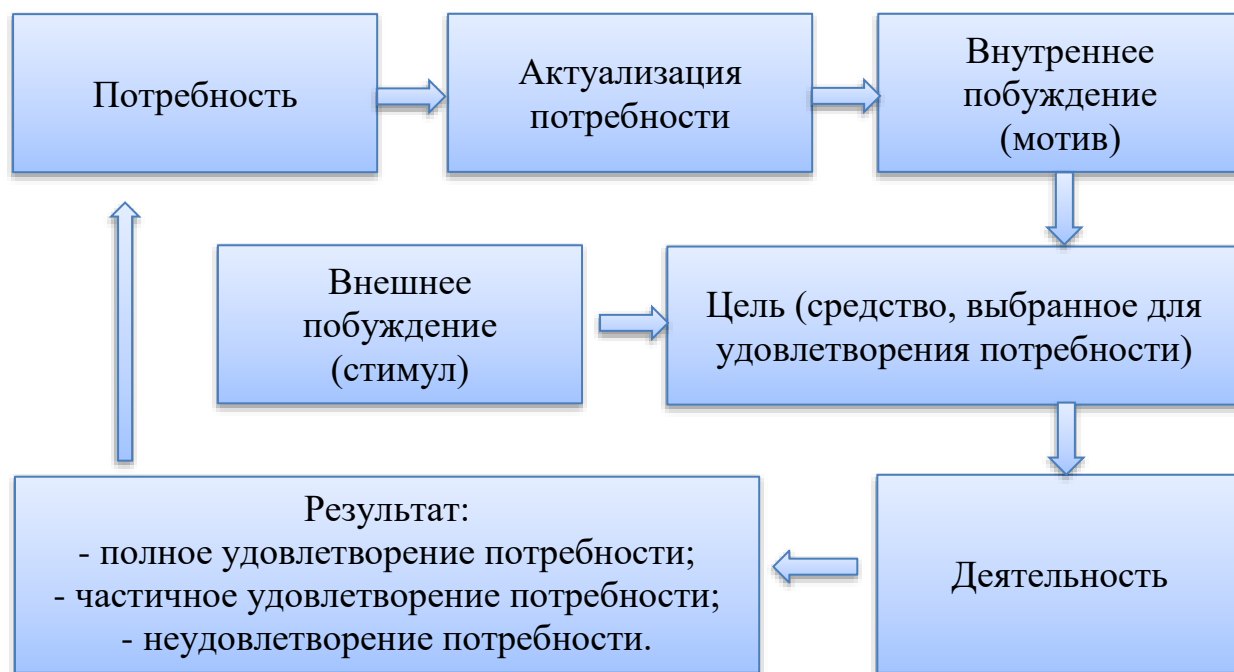 Потребность
Актуализация
потребности
Внутреннее
побуждение
(мотив)
Внешнее
побуждение
(стимул)
Цель (средство, выбранное для
удовлетворения потребности)
Результат:
- полное удовлетворение потребности;
- частичное удовлетворение потребности;
- неудовлетворение потребности.
Деятельность